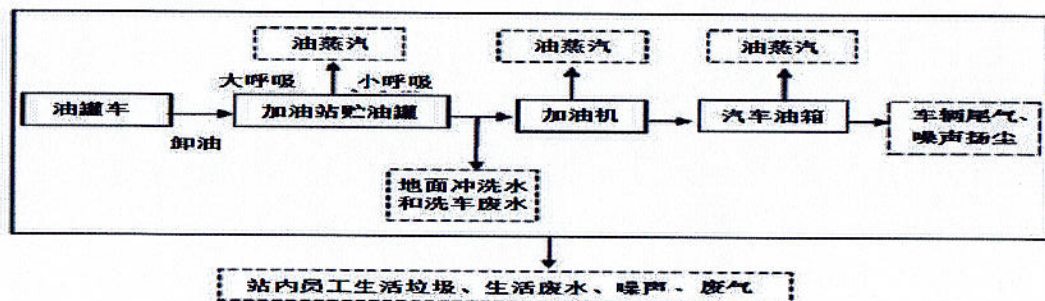 油蒸汽 油蒸汽 油蒸汽
大呼吸 小呼吸
油罐车 加油站贮油罐 加油机 汽车油箱 车辆尾气、
噪声扬尘
卸油
地面冲洗水
和洗车废水
站内员工生活垃圾、生活废水、噪声、废气